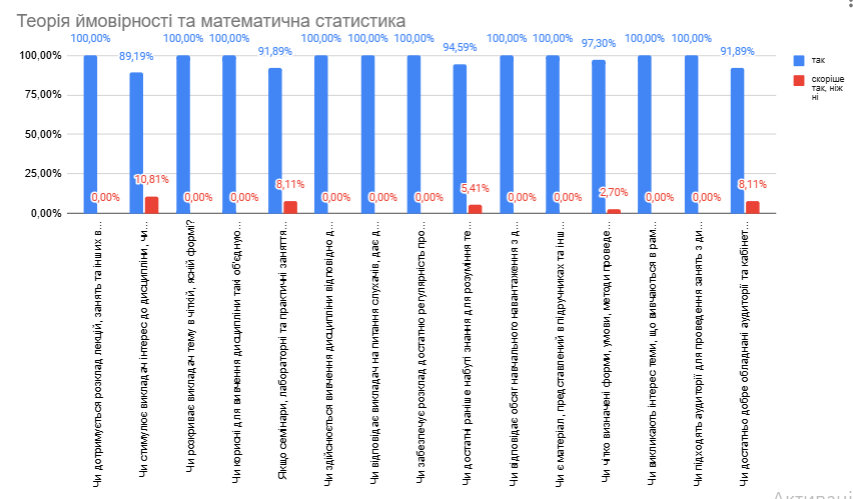 Теорія ймовірності та математична статистика
100,00% 89,19% 100,00% 100,00% 91,89% 100,00% 100,00% 100,00% 94,59% 100,00% 100,00% 97,30% 100,00% 100,00% 91,89%
100,00%
75,00%
50,00%
25,00%
0,00%
0,00% 10,81% 0,00% 0,00% 8,11% 0,00% 0,00% 0,00% 5,41% 0,00% 0,00% 2,70% 0,00% 0,00% 8,11%
так
скоріше
так, ніж
ні
Чи дотримується розклад лекцій, занять та інших в...
Чи стимулює викладач інтерес до дисципліни, чи...
Чи розкриває викладач тему в чіткій, ясній формі?
Чи корисні для вивчення дисципліни такі об'єдную...
Якщо семінари, лабораторні та практичні заняття...
Чи здійснюється вивчення дисципліни відповідно д...
Чи відповідає викладач на питання слухачів, дає д...
Чи забезпечує розклад достатню регулярність про...
Чи достатні раніше набуті знання для розуміння те...
Чи відповідає обсяг навчального навантаження з д...
Чи є матеріал, представлений в підручниках та інш...
Чи чітко визначені форми, умови, методи проведе...
Чи викликають інтерес теми, що вивчаються в рам...
Чи підходять аудиторії для проведення занять з ди...
Чи достатньо добре обладнані аудиторії та кабінет...